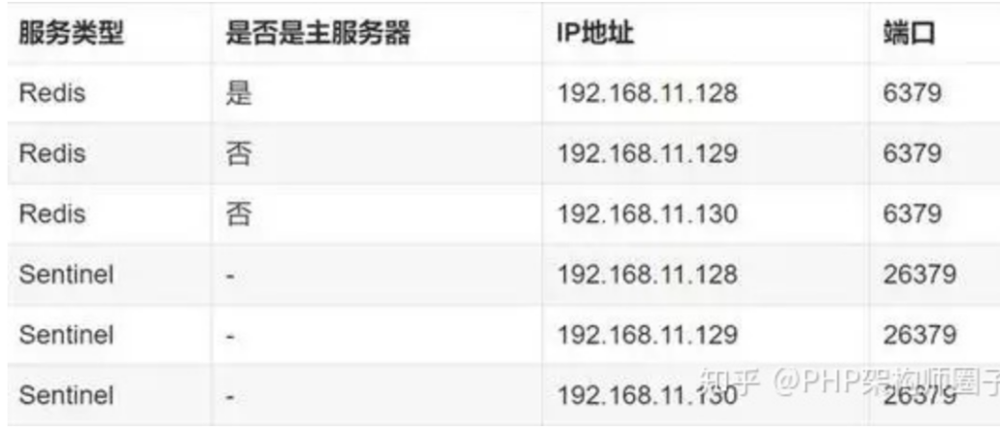 服务类型 是否是主服务器 IP地址 端口
Redis 是 192.168.11.128 6379
Redis 否 192.168.11.129 6379
Redis 否 192.168.11.130 6379
Sentinel - 192.168.11.128 26379
Sentinel - 192.168.11.129 26379
Sentinel - 192.168.11.130 26379
知乎 @PHP架构师圈子